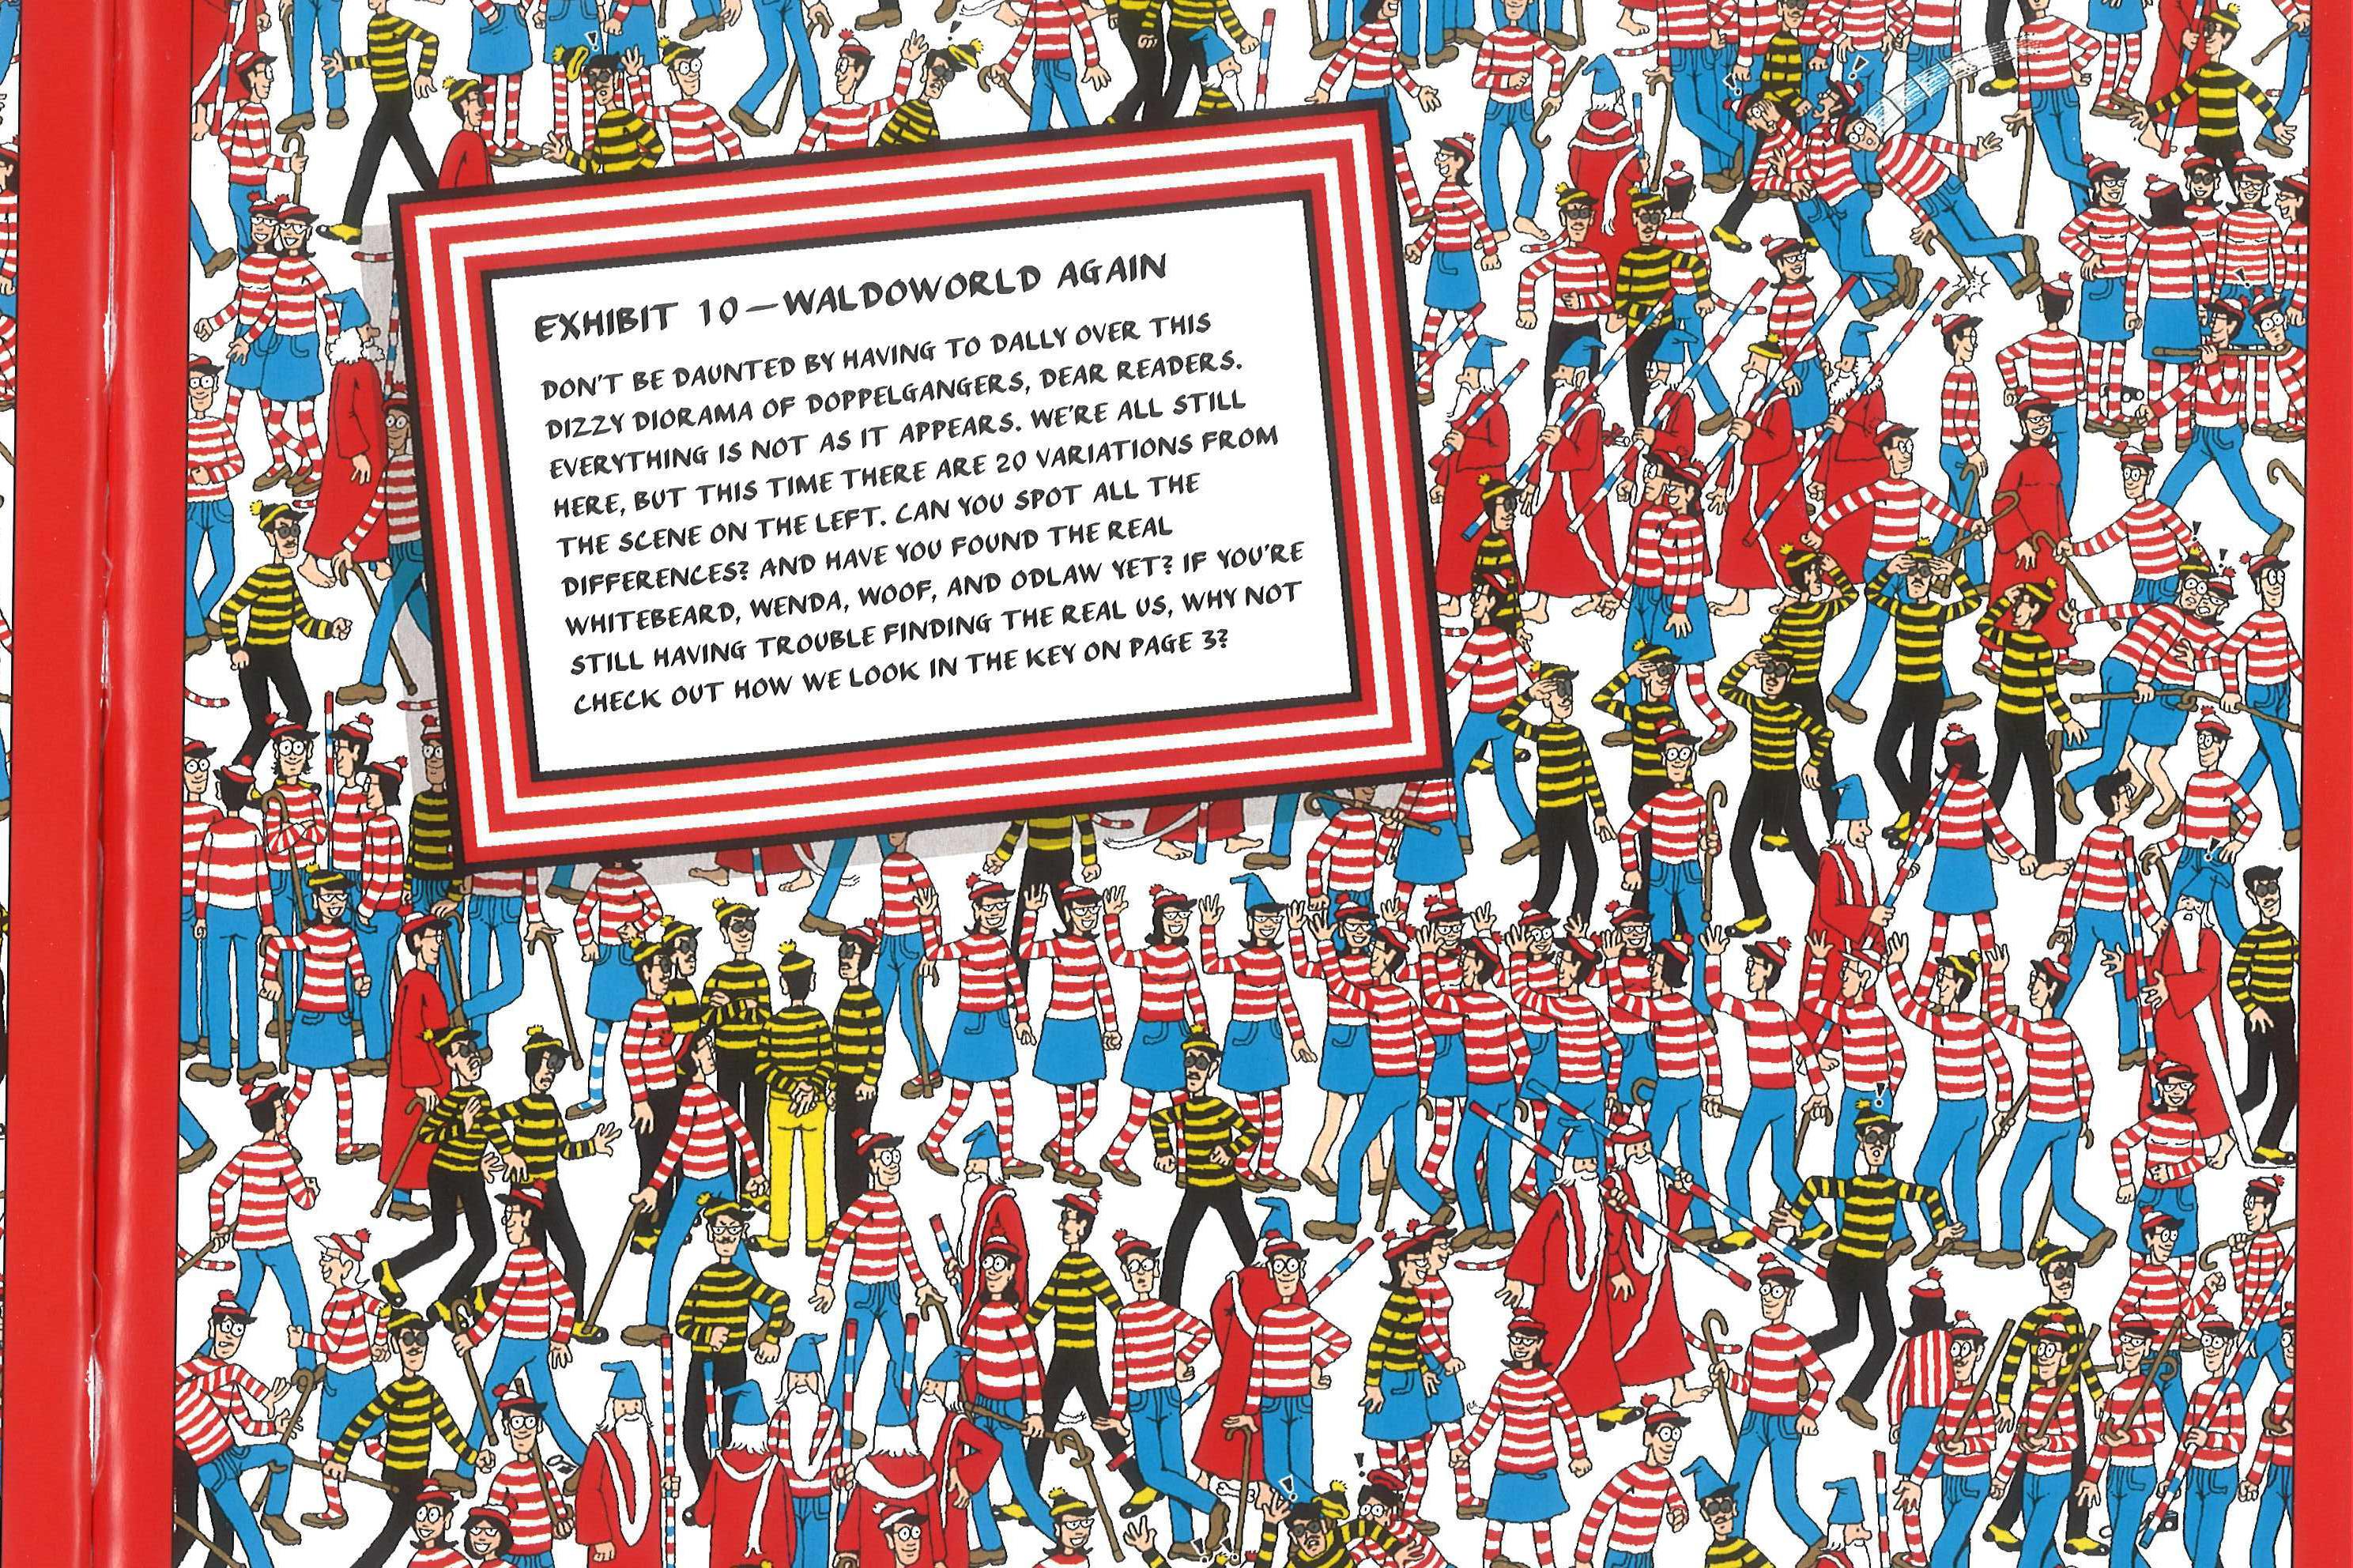 EXHIBIT 10—WALDOWORLD AGAIN
DON'T BE DAUNTED BY HAVING TO DALLY OVER THIS
DIZZY DIORAMA OF DOPPELGANGERS, DEAR READERS.
EVERYTHING IS NOT AS IT APPEARS. WE'RE ALL STILL
HERE, BUT THIS TIME THERE ARE 20 VARIATIONS FROM
THE SCENE ON THE LEFT. CAN YOU SPOT ALL THE
DIFFERENCES? AND HAVE YOU FOUND THE REAL
WHITEBEARD, WENDA, WOOF, AND ODLAW YET? IF YOU'RE
STILL HAVING TROUBLE FINDING THE REAL US, WHY NOT
CHECK OUT HOW WE LOOK IN THE KEY ON PAGE 3?